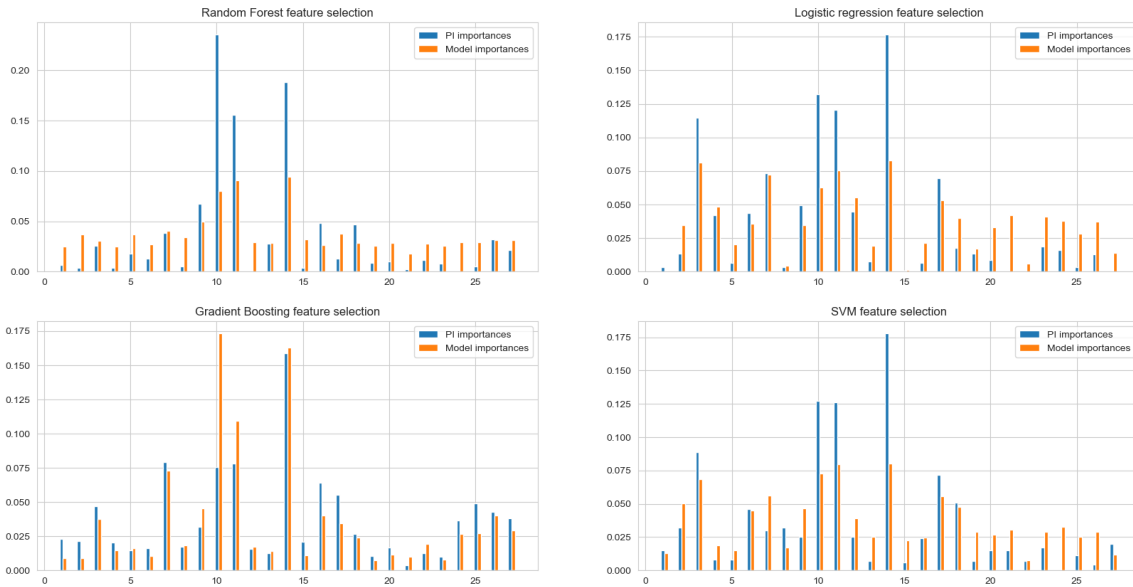 Random Forest feature selection
PI importances
Model importances
0.20
0.15
0.10
0.05
0.00
0 5 10 15 20 25
Logistic regression feature selection
PI importances
Model importances
0.175
0.150
0.125
0.100
0.075
0.050
0.025
0.000
0 5 10 15 20 25
Gradient Boosting feature selection
PI importances
Model importances
0.175
0.150
0.125
0.100
0.075
0.050
0.025
0.000
0 5 10 15 20 25
SVM feature selection
PI importances
Model importances
0.175
0.150
0.125
0.100
0.075
0.050
0.025
0.000
0 5 10 15 20 25